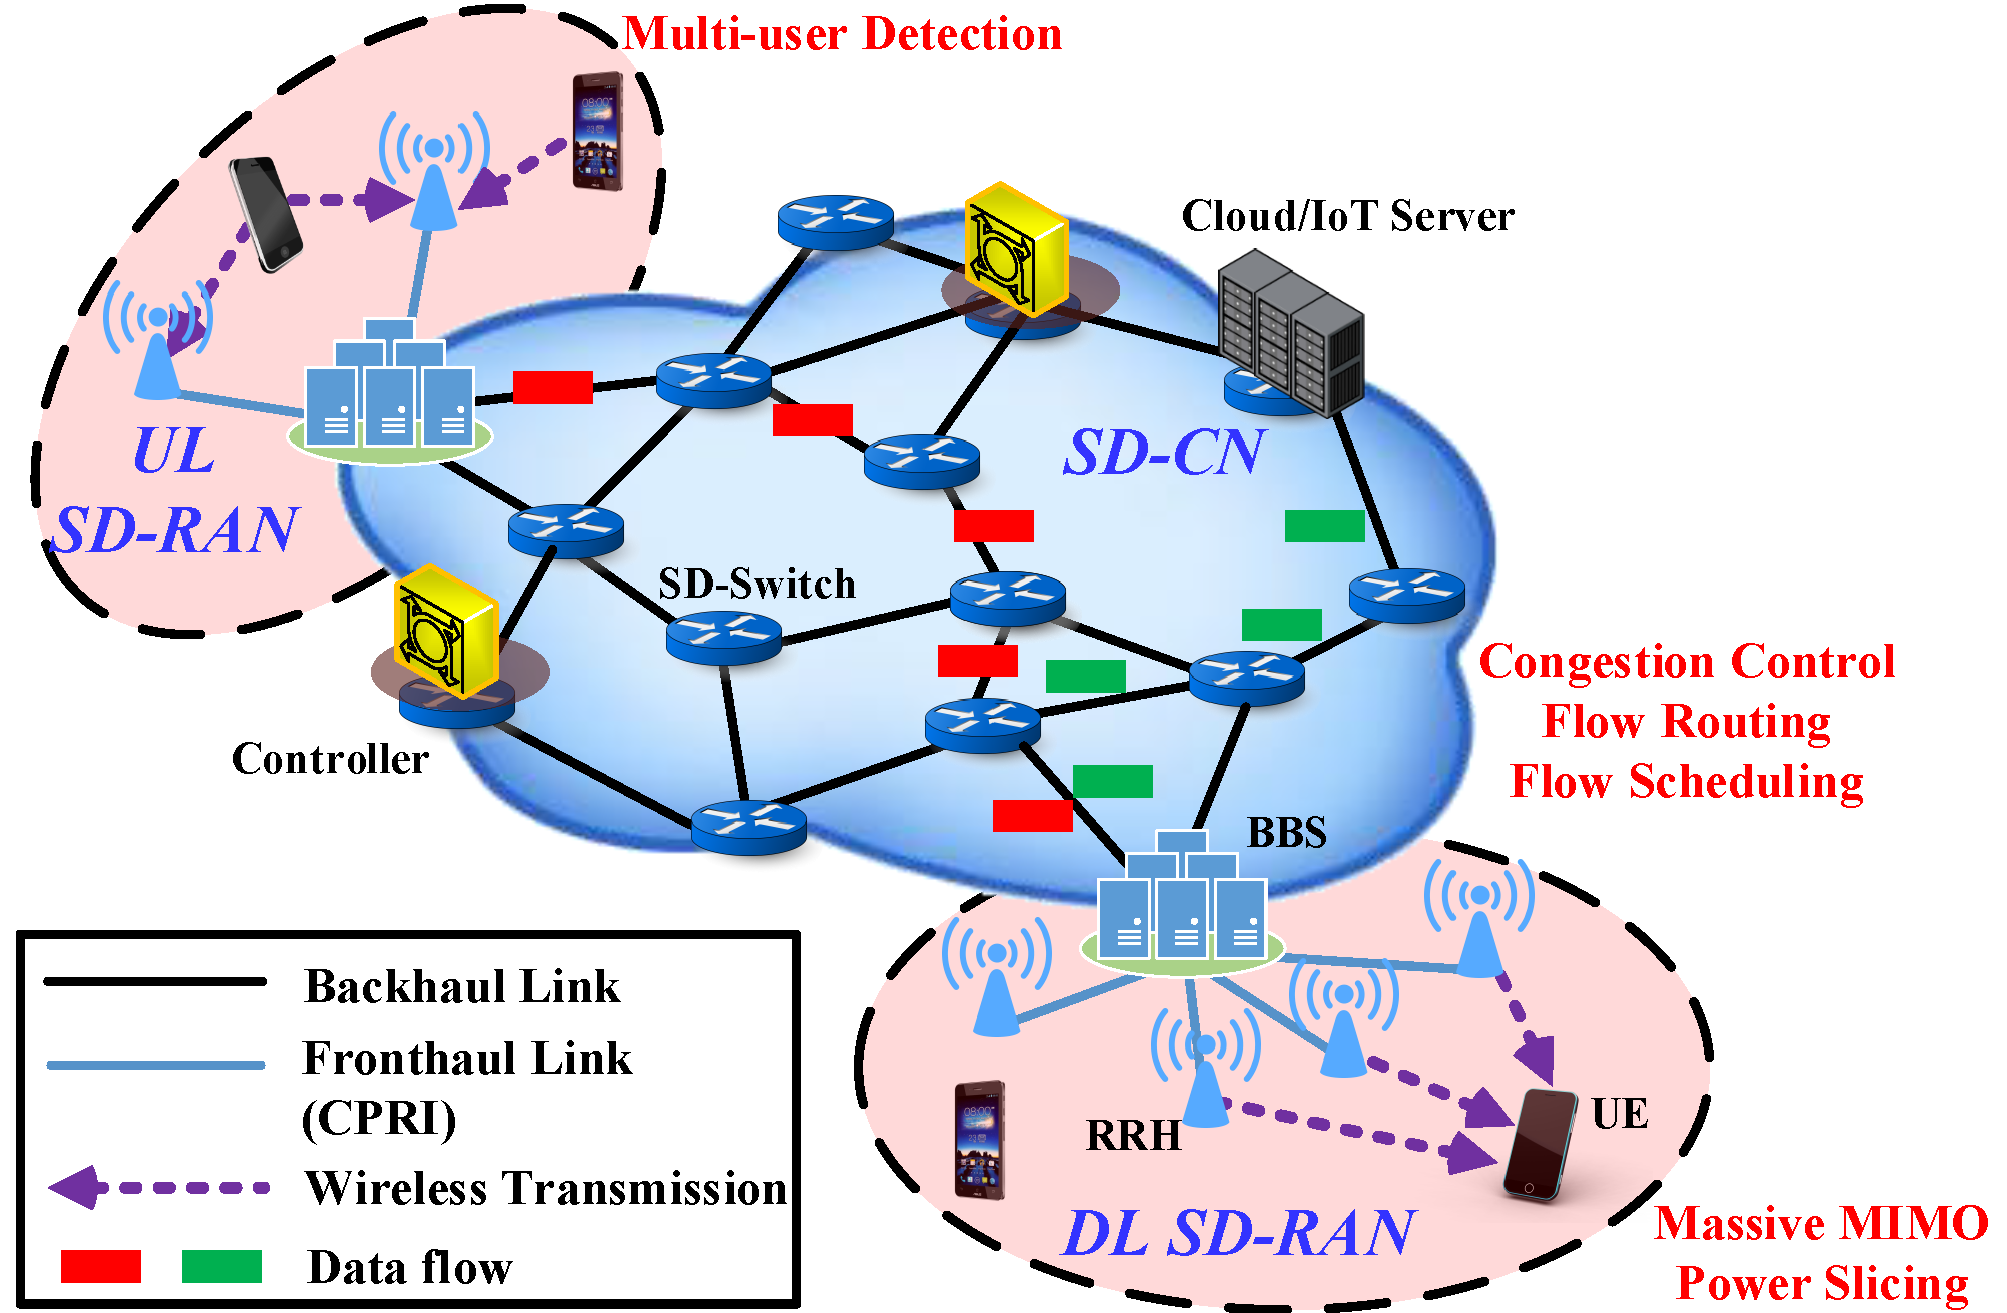 Multi-user Detection
Cloud/IoT Server
UL
SD-RAN
SD-CN
SD-Switch
Controller
Congestion Control
Flow Routing
Flow Scheduling
BBS
RRH
UE
DL SD-RAN
Massive MIMO
Power Slicing
Backhaul Link
Fronthaul Link
(CPRI)
Wireless Transmission
Data flow